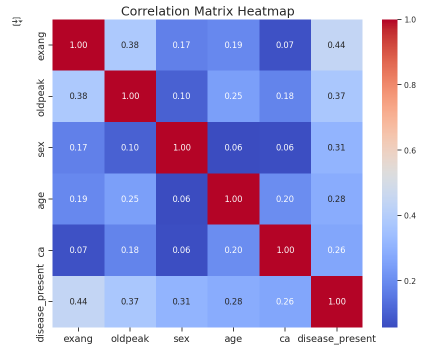 Correlation Matrix Heatmap
exang 1.00 0.38 0.17 0.19 0.07 0.44
oldpeak 0.38 1.00 0.10 0.25 0.18 0.37
sex 0.17 0.10 1.00 0.06 0.06 0.31
age 0.19 0.25 0.06 1.00 0.20 0.28
ca 0.07 0.18 0.06 0.20 1.00 0.26
disease_present 0.44 0.37 0.31 0.28 0.26 1.00
exang oldpeak sex age ca disease_present
1.0
0.8
0.6
0.4
0.2